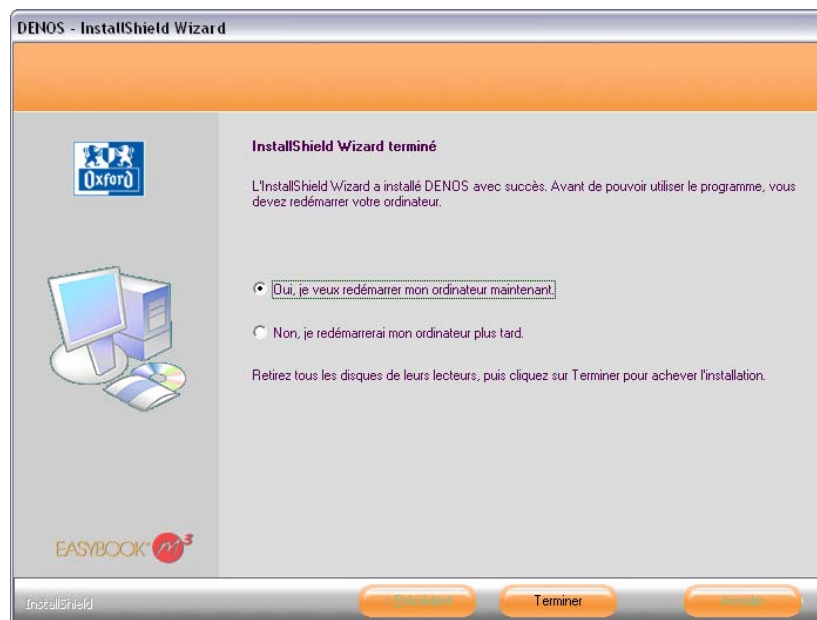 DENOS - InstallShield Wizard
Oxford
InstallShield Wizard terminé
L'InstallShield Wizard a installé DENOS avec succès. Avant de pouvoir utiliser le programme, vous
devez redémarrer votre ordinateur.
Oui, je veux redémarrer mon ordinateur maintenant.
Non, je redémarrerai mon ordinateur plus tard.
Retirez tous les disques de leurs lecteurs, puis cliquez sur Terminer pour achever l'installation.
EASYBOOK m3
InstallShield
Terminer